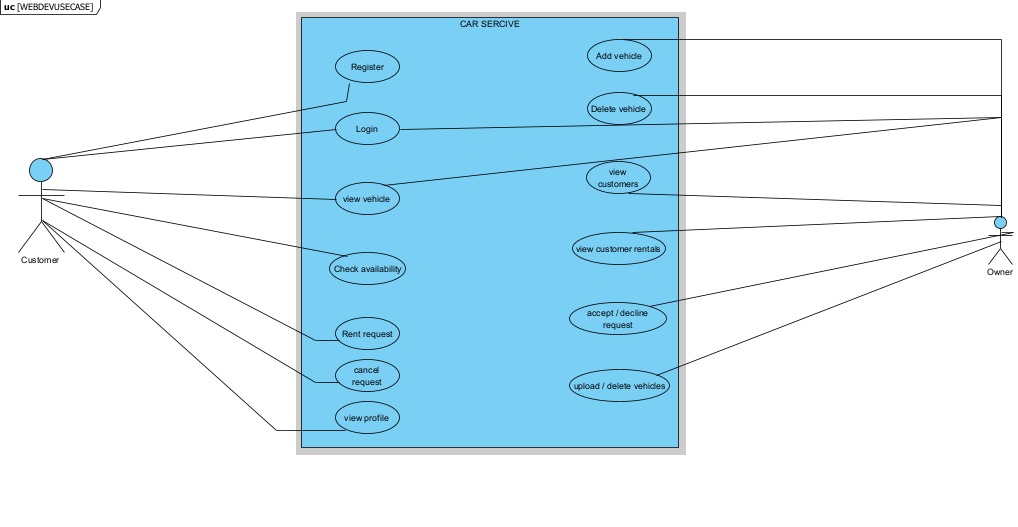 uc [WEBDEVUSECASE]
CAR SERCIVE
Register
Login
view vehicle
Check availability
Rent request
cancel
request
view profile
Add vehicle
Delete vehicle
view
customers
view customer rentals
accept / decline
request
upload / delete vehicles
Customer
Owner